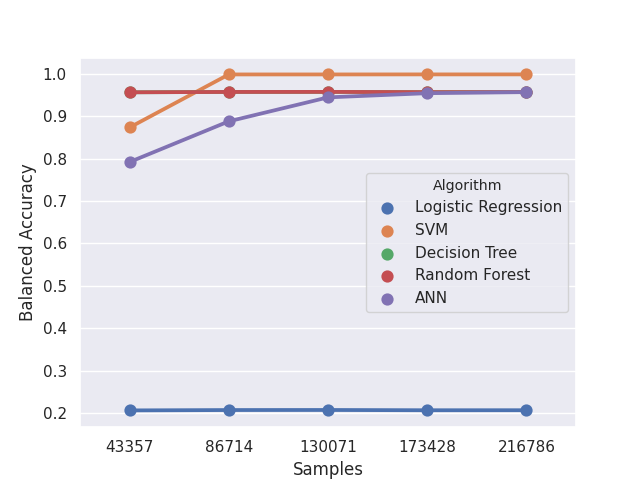 1.0
0.9
0.8
0.7
0.6
0.5
0.4
0.3
0.2
Balanced Accuracy
Algorithm
Logistic Regression
SVM
Decision Tree
Random Forest
ANN
43357 86714 130071 173428 216786
Samples